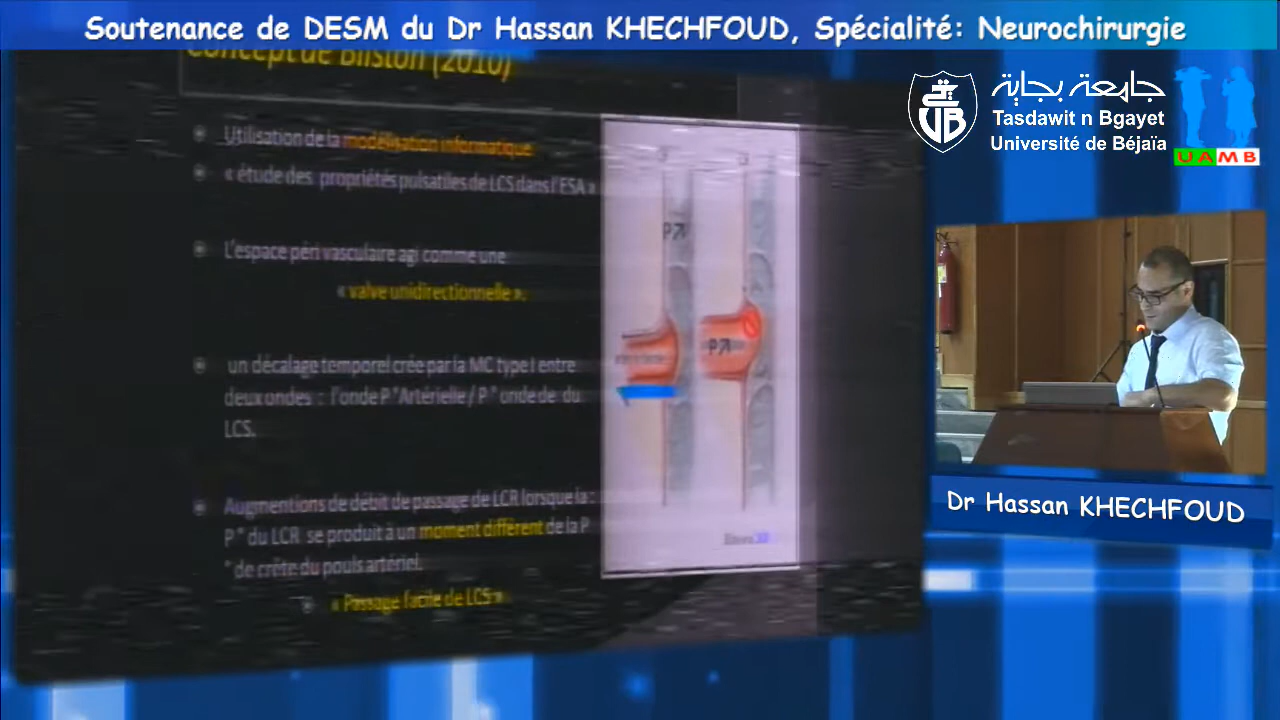 Soutenance de DESM du Dr Hassan KHECHFOUD, Spécialité: Neurochirurgie
Concept de Bilston (2010)
Utilisation de la modélisation informatique
« étude des propriétés pulsatiles de LCS dans l'ESA »
L'espace péri vasculaire agi comme une
« valve unidirectionnelle ».
un décalage temporel crée par la MC type I entre
deux ondes : l'onde P °Artérielle / P ° onde de du
LCS.
Augmentions de débit de passage de LCR lorsque la :
P ° du LCR se produit à un moment différent de la P
° de crête du pouls artériel.
« Passage facile de LCS »
P↗
P↗
جامعة بجاية
Tasdawit n Bgayet
Université de Béjaïa
UAMB
Dr Hassan KHECHFOUD